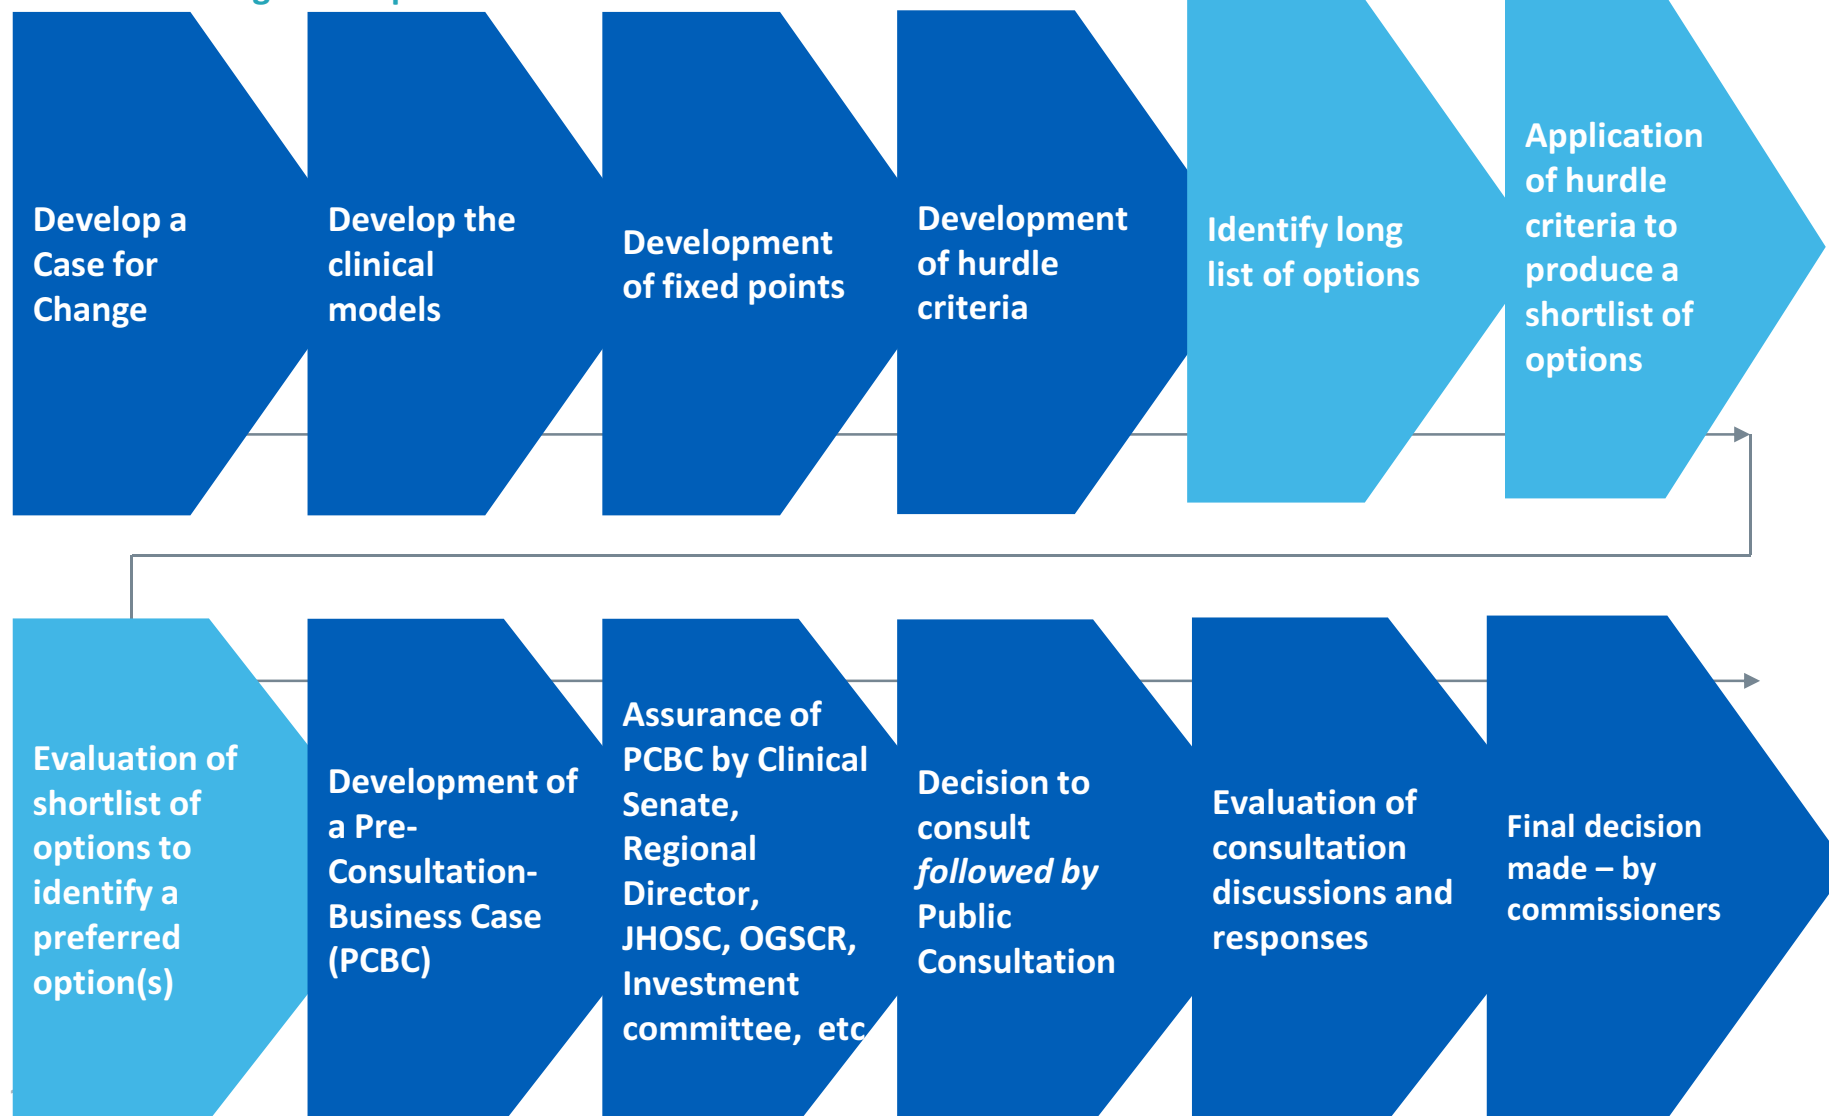 Develop a
Case for
Change
Develop the
clinical
models
Development
of fixed points
Development
of hurdle
criteria
Identify long
list of options
Application
of hurdle
criteria to
produce a
shortlist of
options
Evaluation of
shortlist of
options to
identify a
preferred
option(s)
Development of
a Pre-
Consultation-
Business Case
(PCBC)
Assurance of
PCBC by Clinical
Senate,
Regional
Director,
JHOSC, OGSCR,
Investment
committee,  etc
Decision to
consult
followed by
Public
Consultation
Evaluation of
consultation
discussions and
responses
Final decision
made – by
commissioners